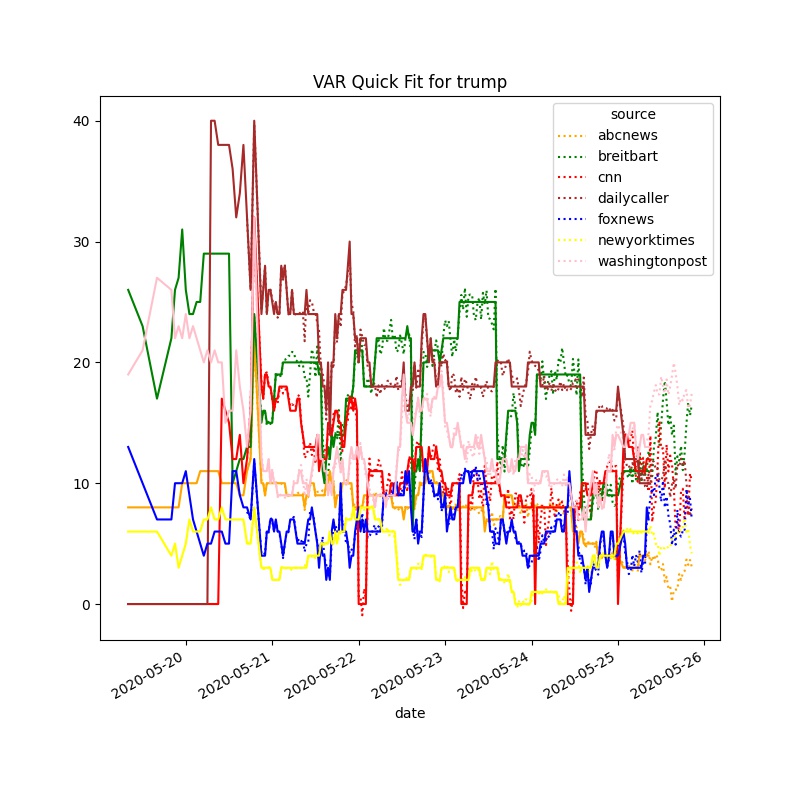 VAR Quick Fit for trump
source
abcnews
breitbart
cnn
dailycaller
foxnews
newyorktimes
washingtonpost
40
30
20
10
0
2020-05-20
2020-05-21
2020-05-22
2020-05-23
2020-05-24
2020-05-25
2020-05-26
date